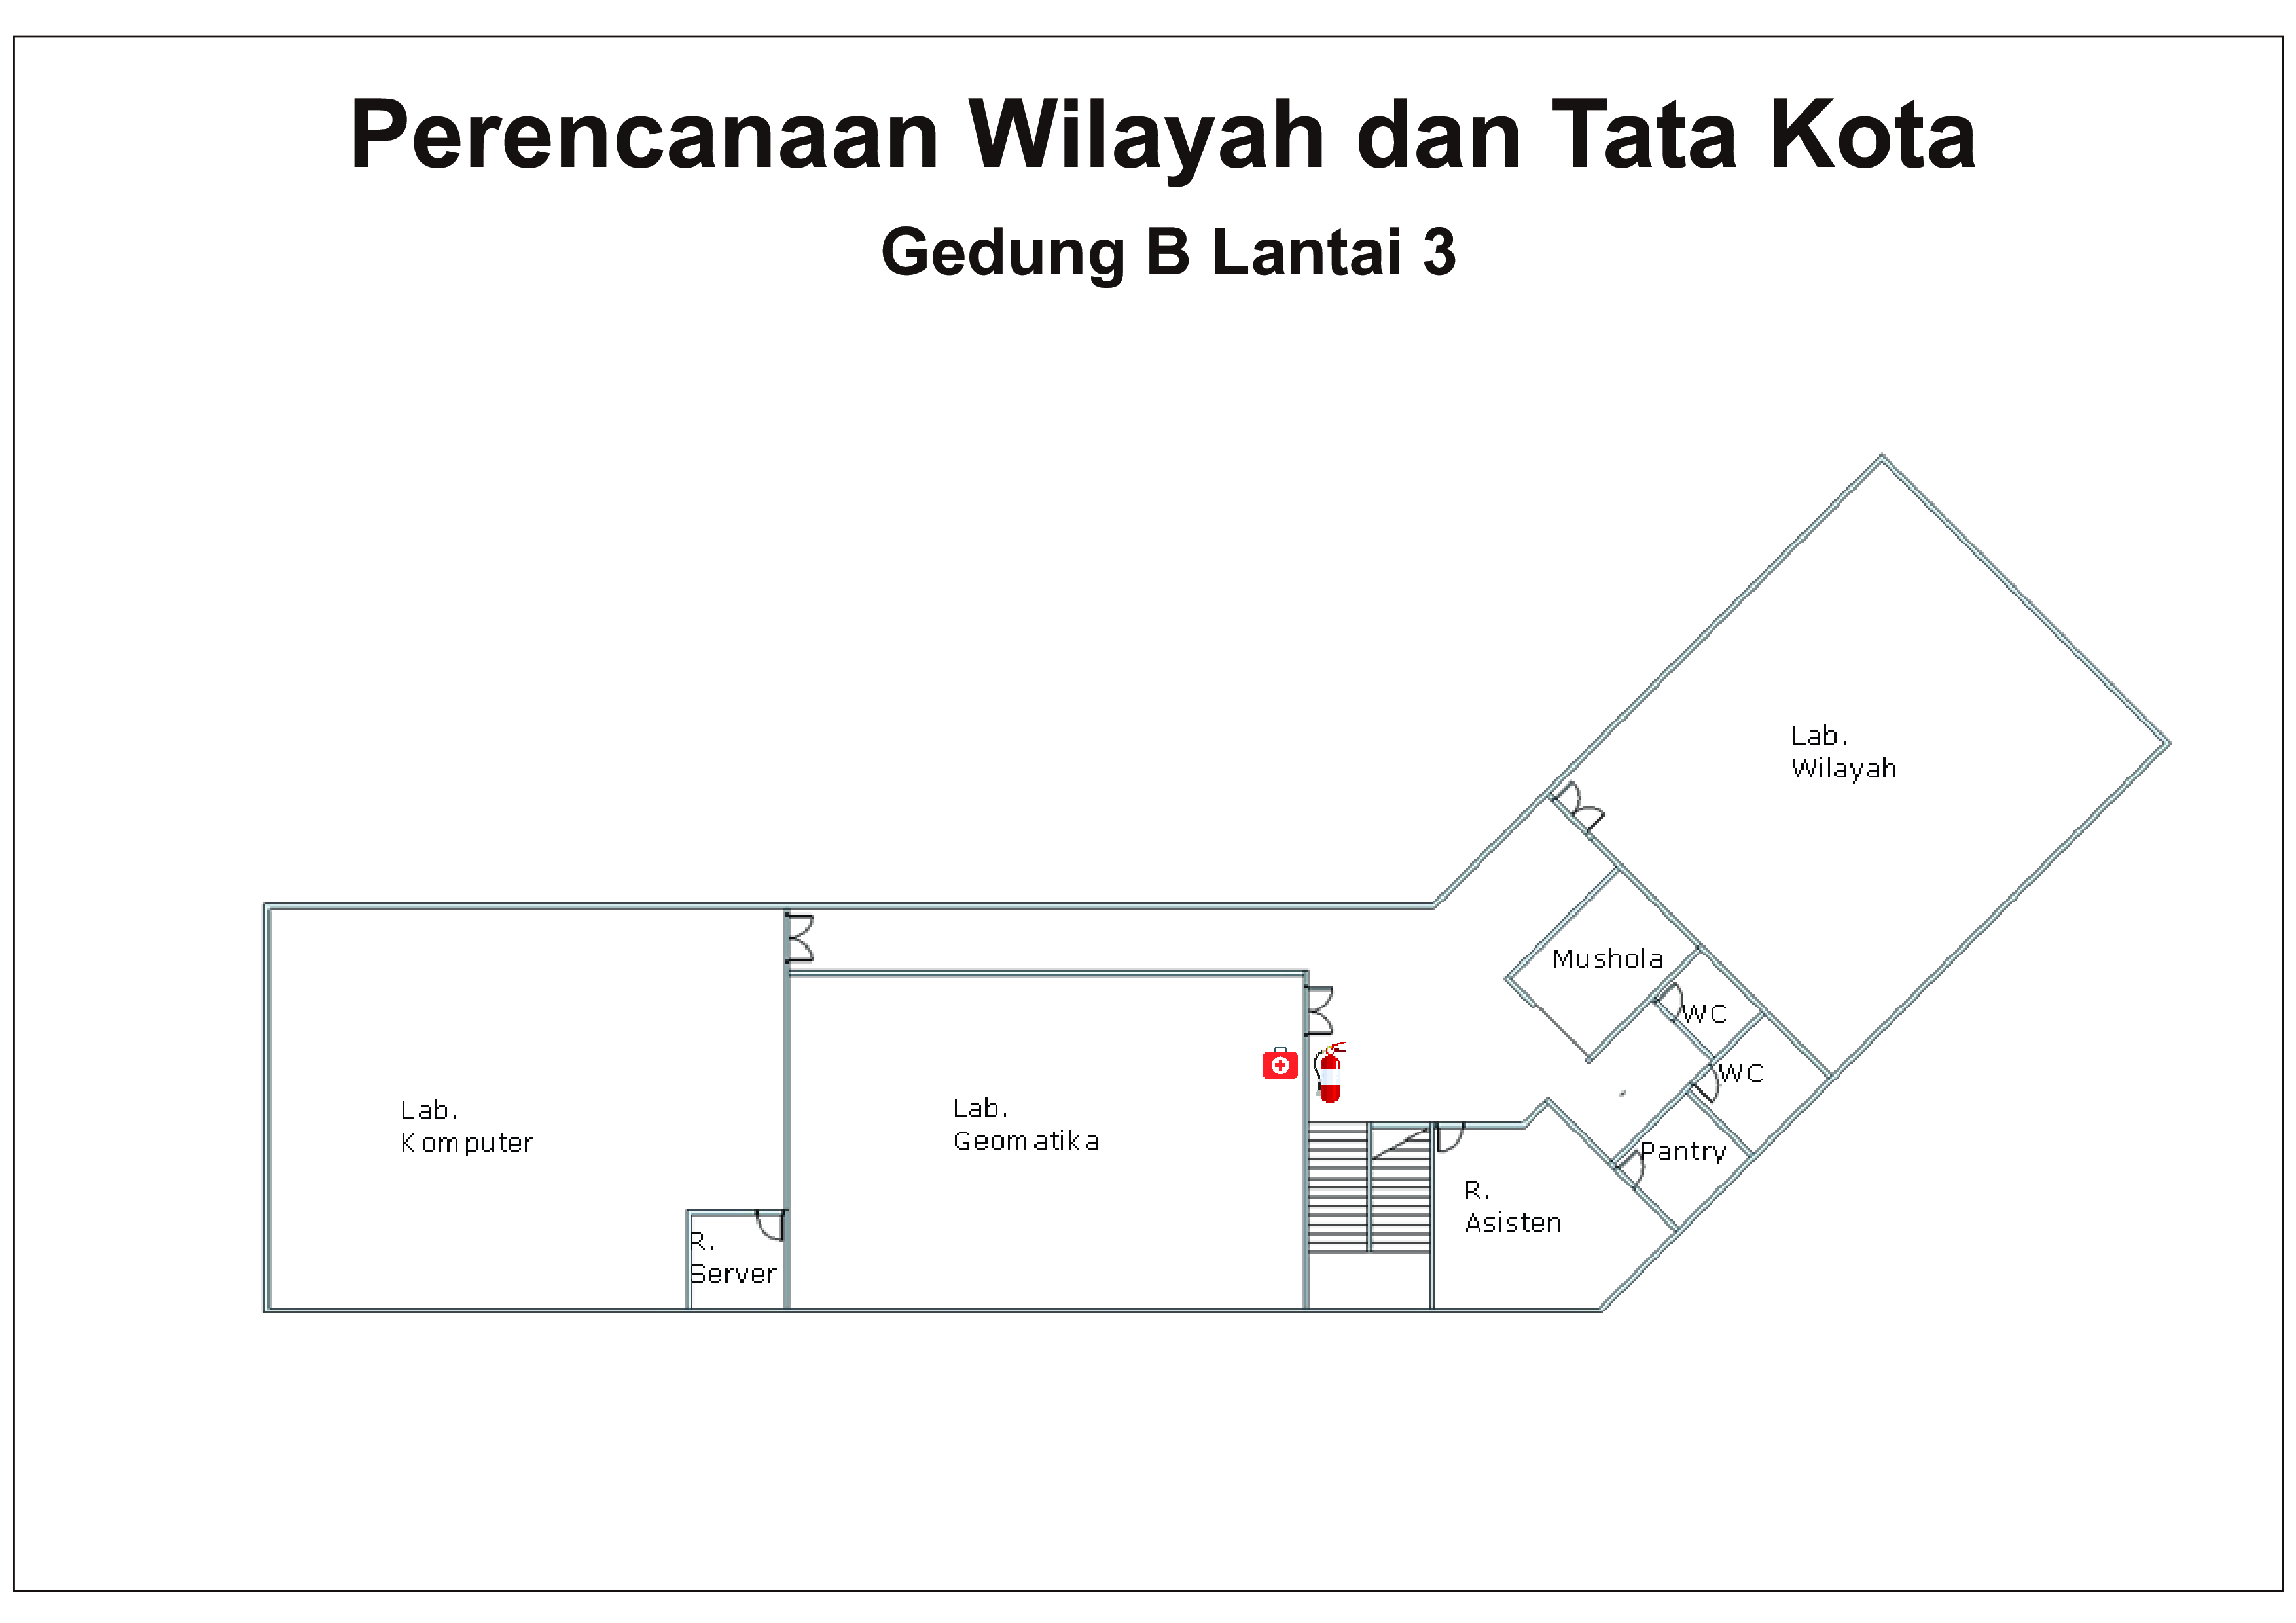 Perencanaan Wilayah dan Tata Kota
Gedung B Lantai 3
Lab.
Wilayah
Mushola
WC
WC
Pantry
Lab.
Komputer
Lab.
Geomatika
R.
Asisten
R.
Server